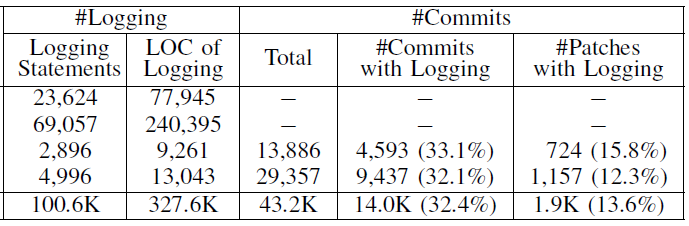 #Logging #Commits
Logging Statements LOC of Logging Total #Commits with Logging #Patches with Logging
23,624 77,945 – – –
69,057 240,395 – – –
2,896 9,261 13,886 4,593 (33.1%) 724 (15.8%)
4,996 13,043 29,357 9,437 (32.1%) 1,157 (12.3%)
100.6K 327.6K 43.2K 14.0K (32.4%) 1.9K (13.6%)